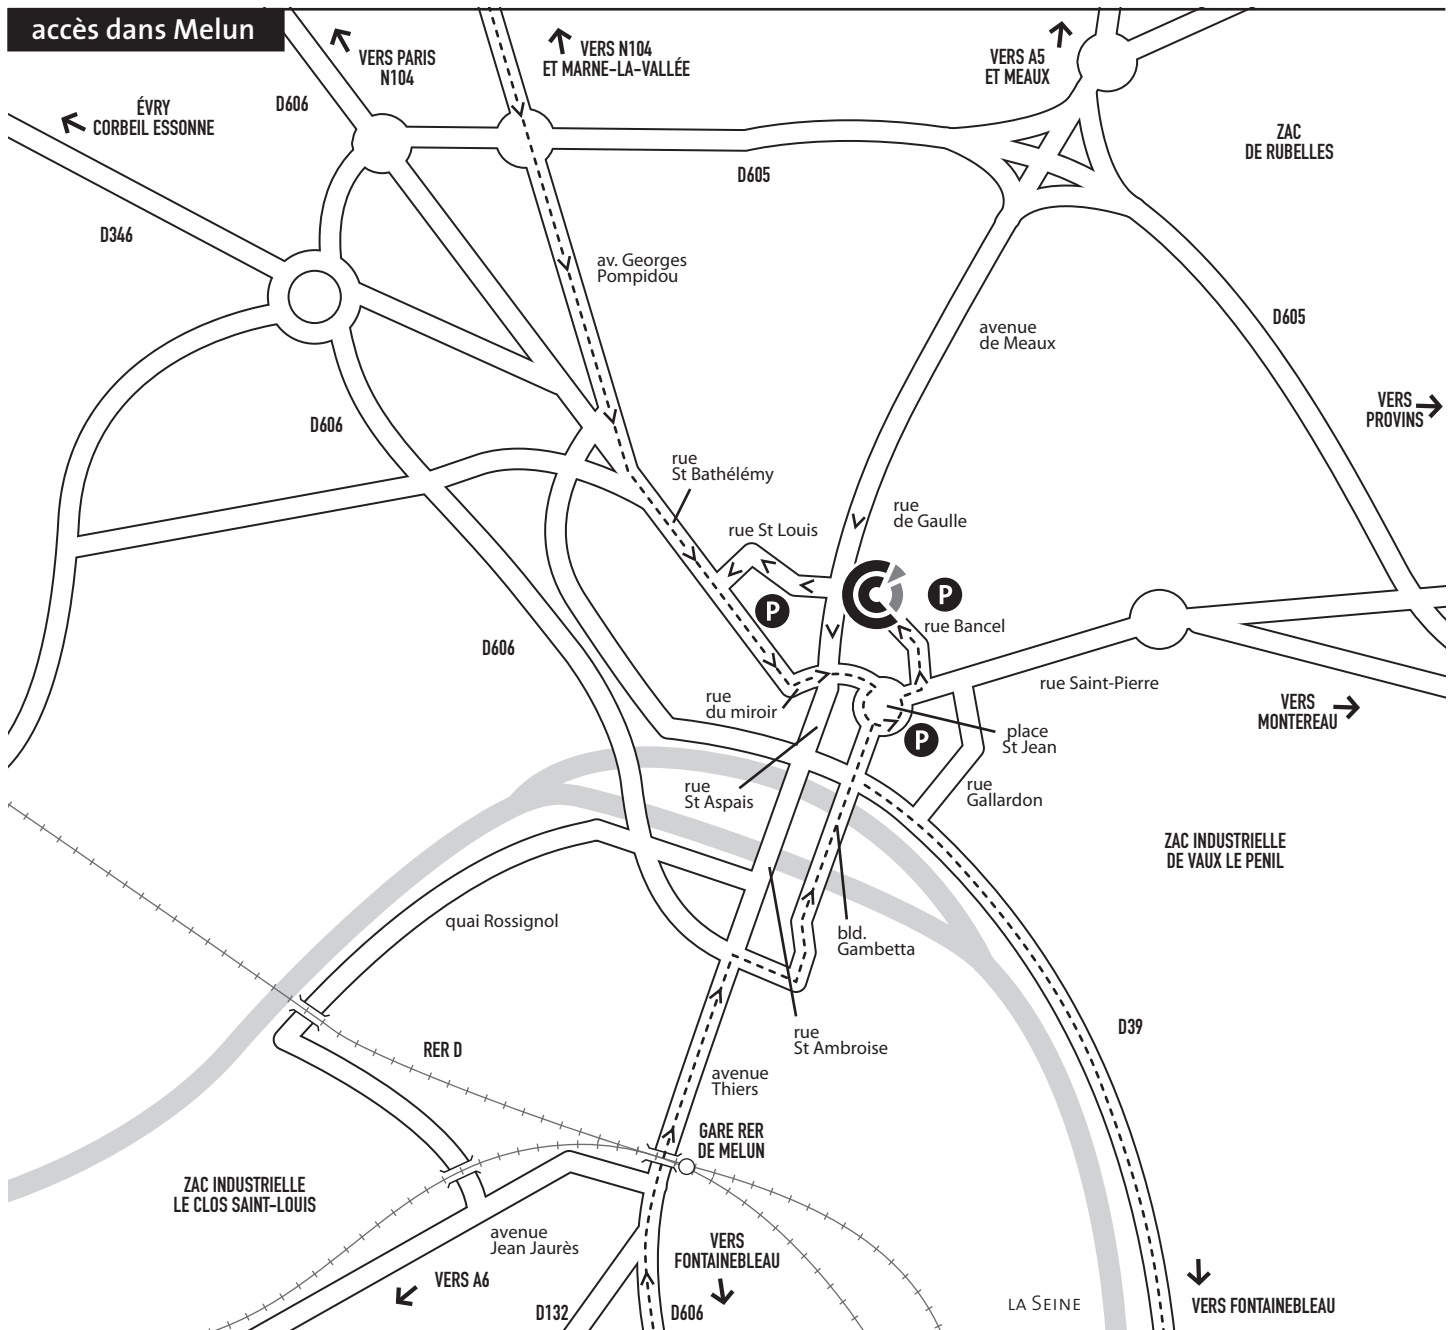 accès dans Melun
VERS PARIS
N104
VERS N104
ET MARNE-LA-VALLÉE
VERS A5
ET MEAUX
ÉVRY
CORBEIL ESSONNE
D606
ZAC
DE RUBELLES
D605
D346
av. Georges
Pompidou
D605
avenue
de Meaux
VERS
PROVINS
D606
rue
St Bathélémy
rue
de Gaulle
rue St Louis
P
P
rue Bancel
D606
rue Saint-Pierre
rue
du miroir
VERS
MONTEREAU
place
St Jean
P
rue
St Aspais
rue
Gallardon
ZAC INDUSTRIELLE
DE VAUX LE PENIL
quai Rossignol
bld.
Gambetta
D39
rue
St Ambroise
RER D
avenue
Thiers
GARE RER
DE MELUN
ZAC INDUSTRIELLE
LE CLOS SAINT-LOUIS
avenue
Jean Jaurès
VERS
FONTAINEBLEAU
VERS A6
D132
D606
LA SEINE
VERS FONTAINEBLEAU